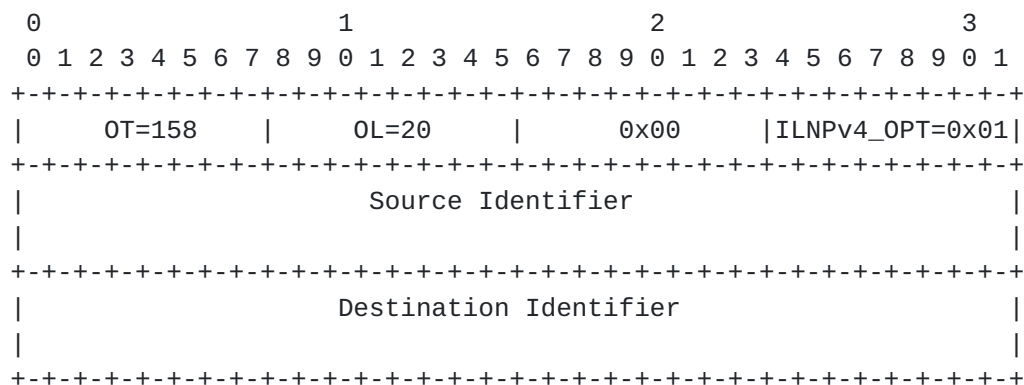 0                   1                   2                   3
 0 1 2 3 4 5 6 7 8 9 0 1 2 3 4 5 6 7 8 9 0 1 2 3 4 5 6 7 8 9 0 1
+-+-+-+-+-+-+-+-+-+-+-+-+-+-+-+-+-+-+-+-+-+-+-+-+-+-+-+-+-+-+-+-+
|     OT=158    |     OL=20     |      0x00     |ILNPv4_OPT=0x01|
+-+-+-+-+-+-+-+-+-+-+-+-+-+-+-+-+-+-+-+-+-+-+-+-+-+-+-+-+-+-+-+-+
|                      Source Identifier                        |
|                                                               |
+-+-+-+-+-+-+-+-+-+-+-+-+-+-+-+-+-+-+-+-+-+-+-+-+-+-+-+-+-+-+-+-+
|                    Destination Identifier                     |
|                                                               |
+-+-+-+-+-+-+-+-+-+-+-+-+-+-+-+-+-+-+-+-+-+-+-+-+-+-+-+-+-+-+-+-+